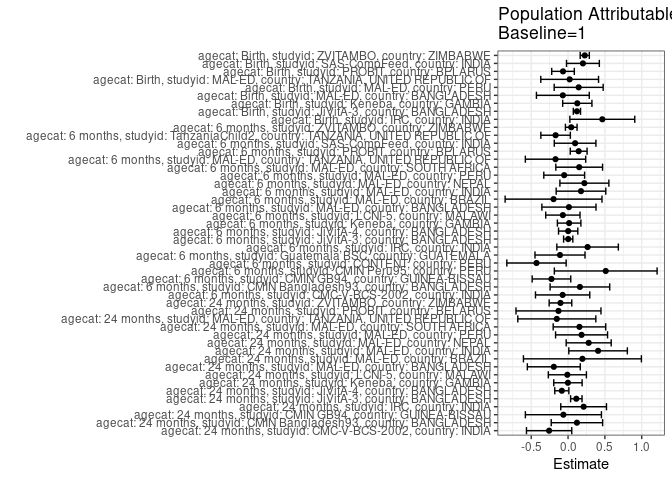 Population Attributable
Baseline=1
agecat: Birth, studyid: ZVITAMBO, country: ZIMBABWE
agecat: Birth, studyid: SAS-CompFeed, country: INDIA
agecat: Birth, studyid: PROBIT, country: BELARUS
agecat: Birth, studyid: MAL-ED, country: TANZANIA, UNITED REPUBLIC OF
agecat: Birth, studyid: MAL-ED, country: PERU
agecat: Birth, studyid: MAL-ED, country: BANGLADESH
agecat: Birth, studyid: Keneba, country: GAMBIA
agecat: Birth, studyid: JiVitA-3, country: BANGLADESH
agecat: Birth, studyid: IRC, country: INDIA
agecat: 6 months, studyid: ZVITAMBO, country: ZIMBABWE
agecat: 6 months, studyid: TanzaniaChild2, country: TANZANIA, UNITED REPUBLIC OF
agecat: 6 months, studyid: SAS-CompFeed, country: INDIA
agecat: 6 months, studyid: PROBIT, country: BELARUS
agecat: 6 months, studyid: MAL-ED, country: TANZANIA, UNITED REPUBLIC OF
agecat: 6 months, studyid: MAL-ED, country: SOUTH AFRICA
agecat: 6 months, studyid: MAL-ED, country: PERU
agecat: 6 months, studyid: MAL-ED, country: NEPAL
agecat: 6 months, studyid: MAL-ED, country: INDIA
agecat: 6 months, studyid: MAL-ED, country: BRAZIL
agecat: 6 months, studyid: MAL-ED, country: BANGLADESH
agecat: 6 months, studyid: LCNI-5, country: MALAWI
agecat: 6 months, studyid: Keneba, country: GAMBIA
agecat: 6 months, studyid: JiVitA-4, country: BANGLADESH
agecat: 6 months, studyid: JiVitA-3, country: BANGLADESH
agecat: 6 months, studyid: IRC, country: INDIA
agecat: 6 months, studyid: Guatemala BSC, country: GUATEMALA
agecat: 6 months, studyid: CONTENT, country: PERU
agecat: 6 months, studyid: CMIN Peru95, country: PERU
agecat: 6 months, studyid: CMIN GB94, country: GUINEA-BISSAU
agecat: 6 months, studyid: CMIN Bangladesh93, country: BANGLADESH
agecat: 6 months, studyid: CMC-V-BCS-2002, country: INDIA
agecat: 24 months, studyid: ZVITAMBO, country: ZIMBABWE
agecat: 24 months, studyid: PROBIT, country: BELARUS
agecat: 24 months, studyid: MAL-ED, country: TANZANIA, UNITED REPUBLIC OF
agecat: 24 months, studyid: MAL-ED, country: SOUTH AFRICA
agecat: 24 months, studyid: MAL-ED, country: PERU
agecat: 24 months, studyid: MAL-ED, country: NEPAL
agecat: 24 months, studyid: MAL-ED, country: INDIA
agecat: 24 months, studyid: MAL-ED, country: BRAZIL
agecat: 24 months, studyid: MAL-ED, country: BANGLADESH
agecat: 24 months, studyid: LCNI-5, country: MALAWI
agecat: 24 months, studyid: Keneba, country: GAMBIA
agecat: 24 months, studyid: JiVitA-4, country: BANGLADESH
agecat: 24 months, studyid: JiVitA-3, country: BANGLADESH
agecat: 24 months, studyid: IRC, country: INDIA
agecat: 24 months, studyid: CMIN GB94, country: GUINEA-BISSAU
agecat: 24 months, studyid: CMIN Bangladesh93, country: BANGLADESH
agecat: 24 months, studyid: CMC-V-BCS-2002, country: INDIA
-0.5 0.0 0.5 1.0
Estimate